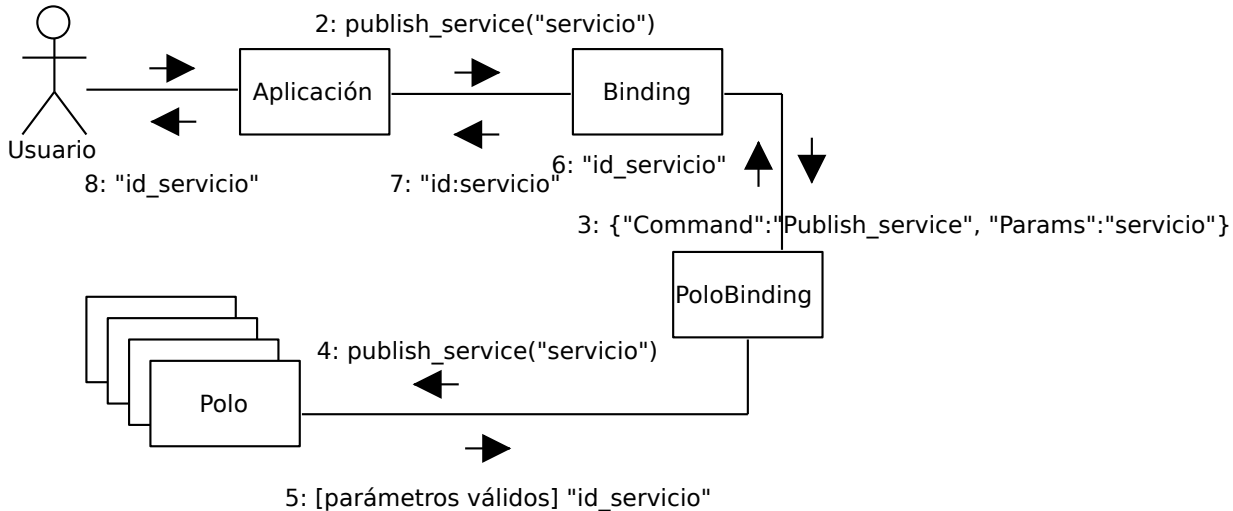 2: publish_service("servicio")
Aplicación
Binding
Usuario
8: "id_servicio"
7: "id:servicio"
6: "id_servicio"
3: {"Command":"Publish_service", "Params":"servicio"}
PoloBinding
4: publish_service("servicio")
Polo
5: [parámetros válidos] "id_servicio"